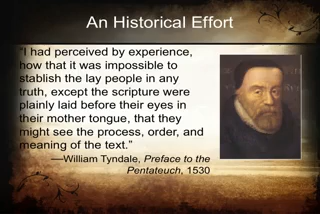 An Historical Effort
“I had perceived by experience,
how that it was impossible to
stablish the lay people in any
truth, except the scripture were
plainly laid before their eyes in
their mother tongue, that they
might see the process, order, and
meaning of the text.”
—William Tyndale, Preface to the
Pentateuch, 1530